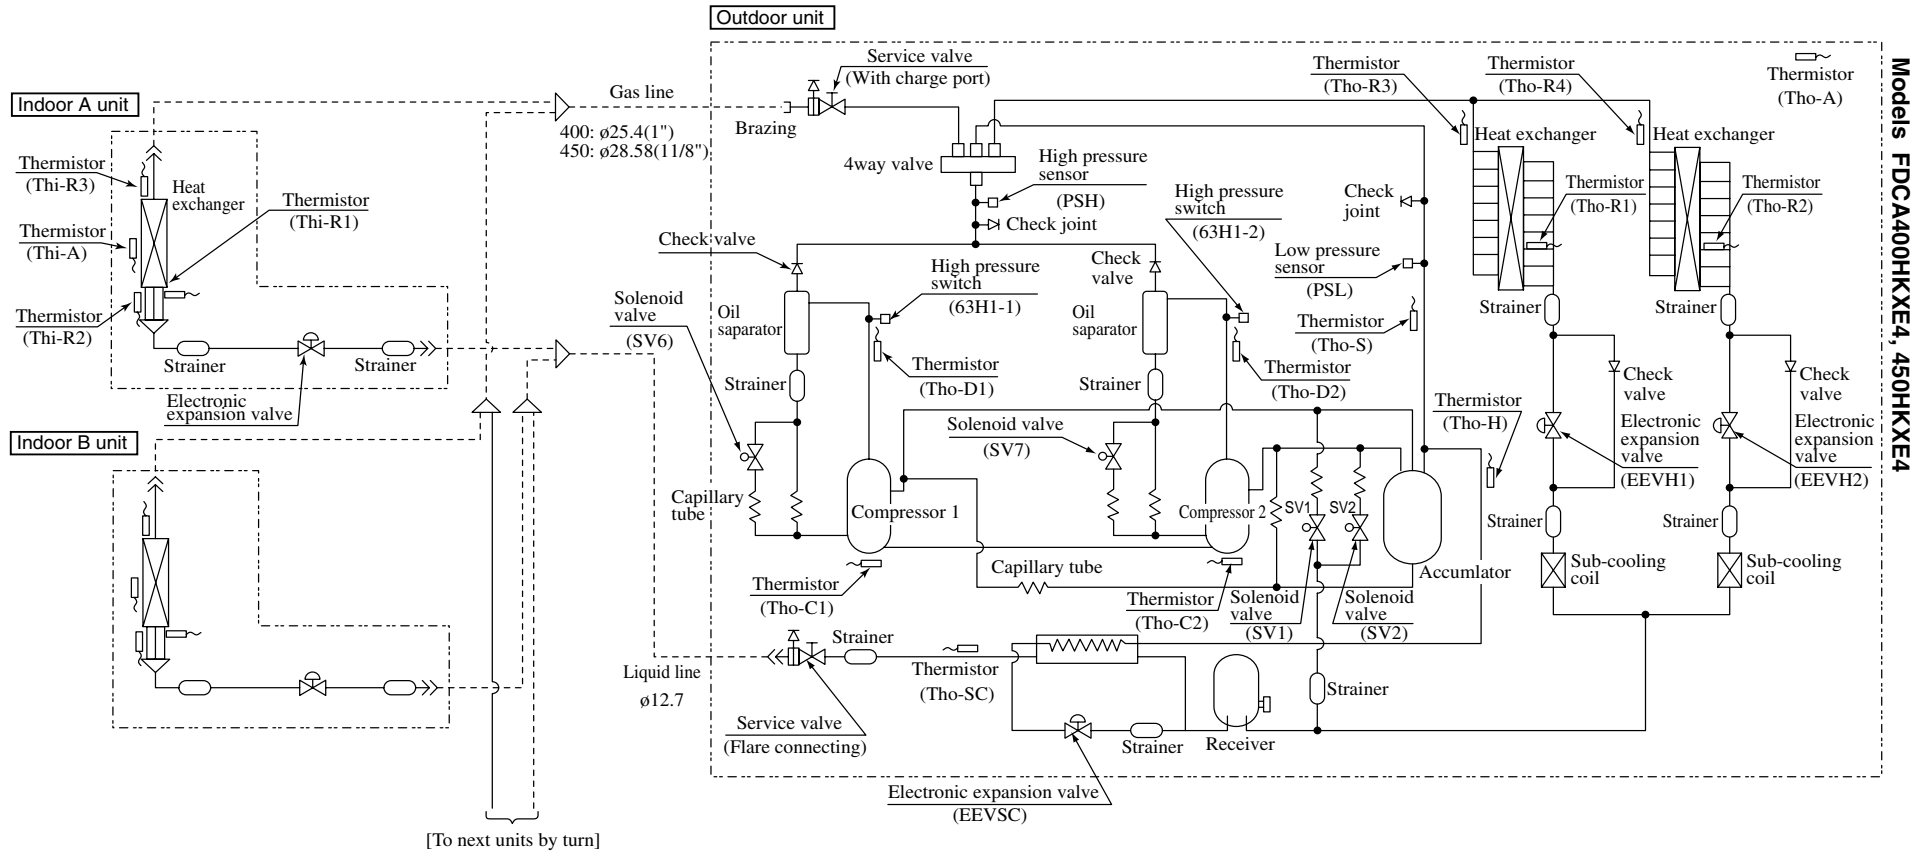 Outdoor unit
Models FDCA400HKXE4, 450HKXE4
Indoor A unit
Thermistor
(Thi-R3)
Heat
exchanger
Thermistor
(Thi-R1)
Thermistor
(Thi-A)
Thermistor
(Thi-R2)
Strainer
Strainer
Electronic
expansion valve
Indoor B unit
Gas line
400: ø25.4(1")
450: ø28.58(11/8")
Brazing
Service valve
(With charge port)
4way valve
High pressure
sensor
(PSH)
Check joint
High pressure
switch
(63H1-2)
Check valve
High pressure
switch
(63H1-1)
Check
valve
Solenoid
valve
(SV6)
Oil
saparator
Oil
saparator
Thermistor
(Tho-D1)
Thermistor
(Tho-D2)
Strainer
Strainer
Solenoid valve
(SV7)
Capillary
tube
Compressor 1
Compressor 2
SV1
SV2
Thermistor
(Tho-C1)
Capillary tube
Thermistor
(Tho-C2)
Solenoid
valve
(SV1)
Solenoid
valve
(SV2)
Accumlator
Thermistor
(Tho-R3)
Thermistor
(Tho-R4)
Thermistor
(Tho-A)
Heat exchanger
Heat exchanger
Check
joint
Thermistor
(Tho-R1)
Thermistor
(Tho-R2)
Low pressure
sensor
(PSL)
Thermistor
(Tho-S)
Strainer
Strainer
Check
valve
Check
valve
Thermistor
(Tho-H)
Electronic
expansion
valve
(EEVH1)
Electronic
expansion
valve
(EEVH2)
Strainer
Strainer
Sub-cooling
coil
Sub-cooling
coil
Liquid line
ø12.7
Strainer
Thermistor
(Tho-SC)
Service valve
(Flare connecting)
Strainer
Receiver
Strainer
Electronic expansion valve
(EEVSC)
[To next units by turn]